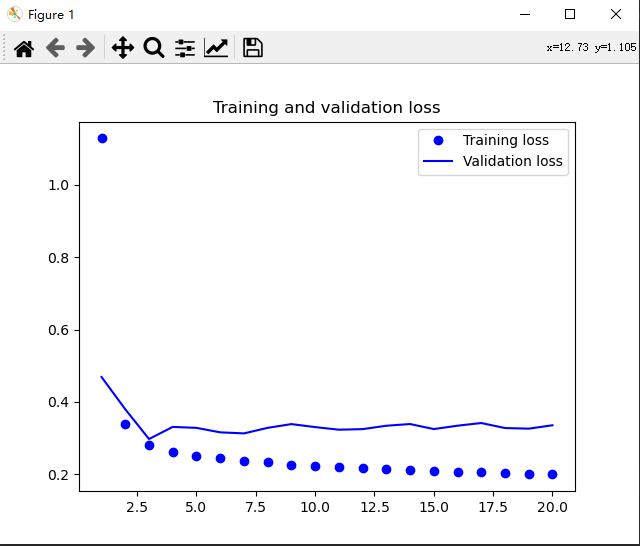 Figure 1
x=12.73 y=1.105
Training and validation loss
Training loss
Validation loss
1.0
0.8
0.6
0.4
0.2
2.5 5.0 7.5 10.0 12.5 15.0 17.5 20.0